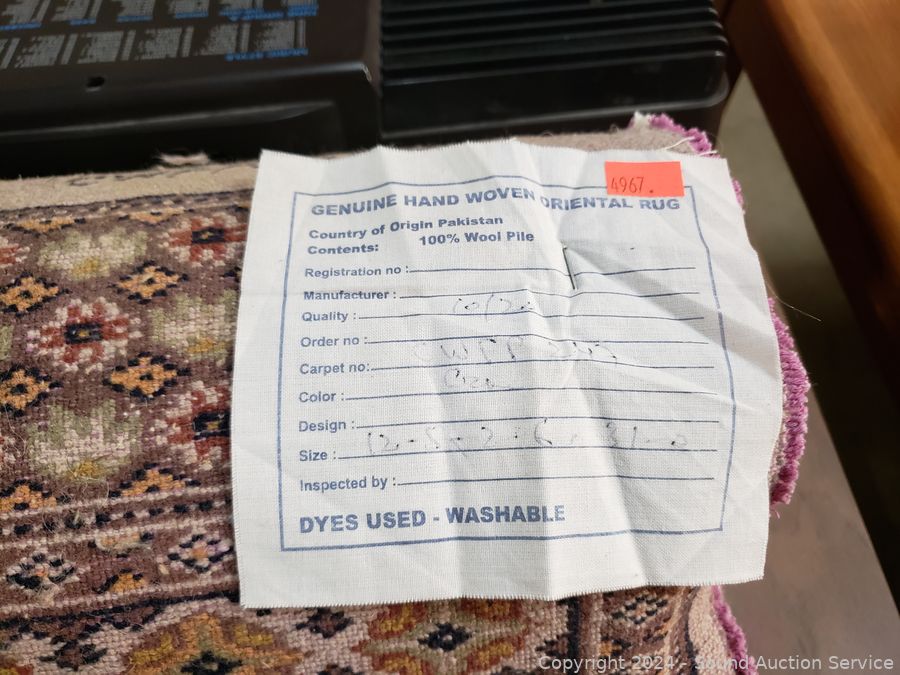 4967.
GENUINE HAND WOVEN ORIENTAL RUG
Country of Origin Pakistan
Contents: 100% Wool Pile
Registration no :
Manufacturer :
Quality :
Order no :
Carpet no:
Color :
Design :
Size :
Inspected by :
DYES USED - WASHABLE
Copyright 2024 - Sound Auction Service